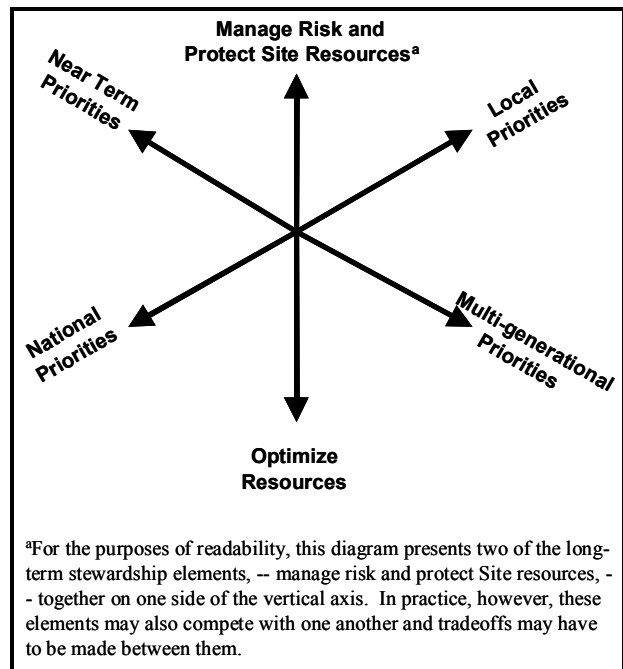 Manage Risk and
Protect Site Resourcesª
Near Term
Priorities
Local
Priorities
National
Priorities
Multi-generational
Priorities
Optimize
Resources
ªFor the purposes of readability, this diagram presents two of the long-
term stewardship elements, -- manage risk and protect Site resources, -
- together on one side of the vertical axis. In practice, however, these
elements may also compete with one another and tradeoffs may have
to be made between them.